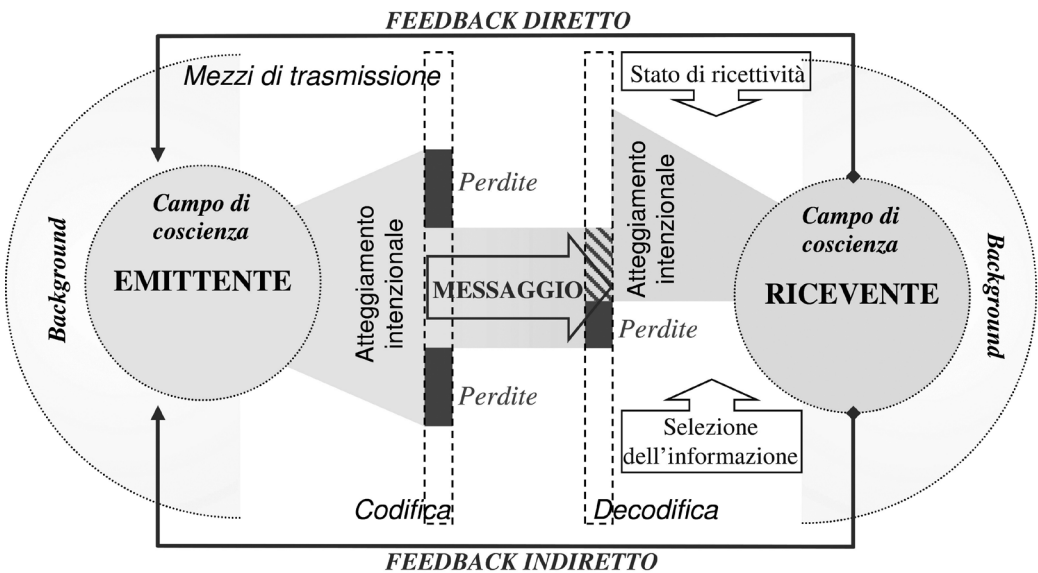 FEEDBACK DIRETTO
Mezzi di trasmissione
Stato di ricettività
Background
Campo di
coscienza
EMITTENTE
Atteggiamento
intenzionale
Perdite
MESSAGGIO
Perdite
Perdite
Atteggiamento
intenzionale
Campo di
coscienza
RICEVENTE
Background
Selezione
dell'informazione
Codifica
Decodifica
FEEDBACK INDIRETTO